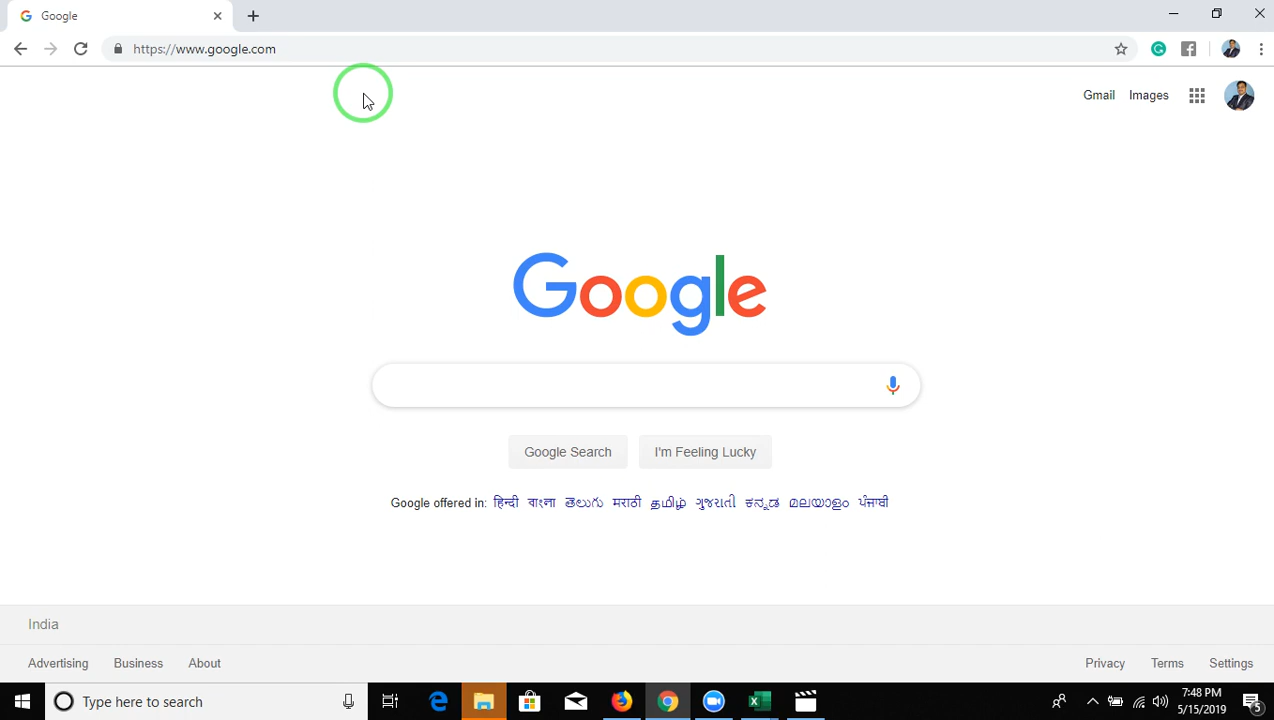 Google
https://www.google.com
Gmail Images
Google
Google Search I'm Feeling Lucky
Google offered in: हिन्दी বাংলা తెలుగు मराठी தமிழ் ગુજરાતી ಕನ್ನಡ മലയാളം ਪੰਜਾਬੀ
India
Advertising Business About Privacy Terms Settings
Type here to search 7:48 PM
5/15/2019 5